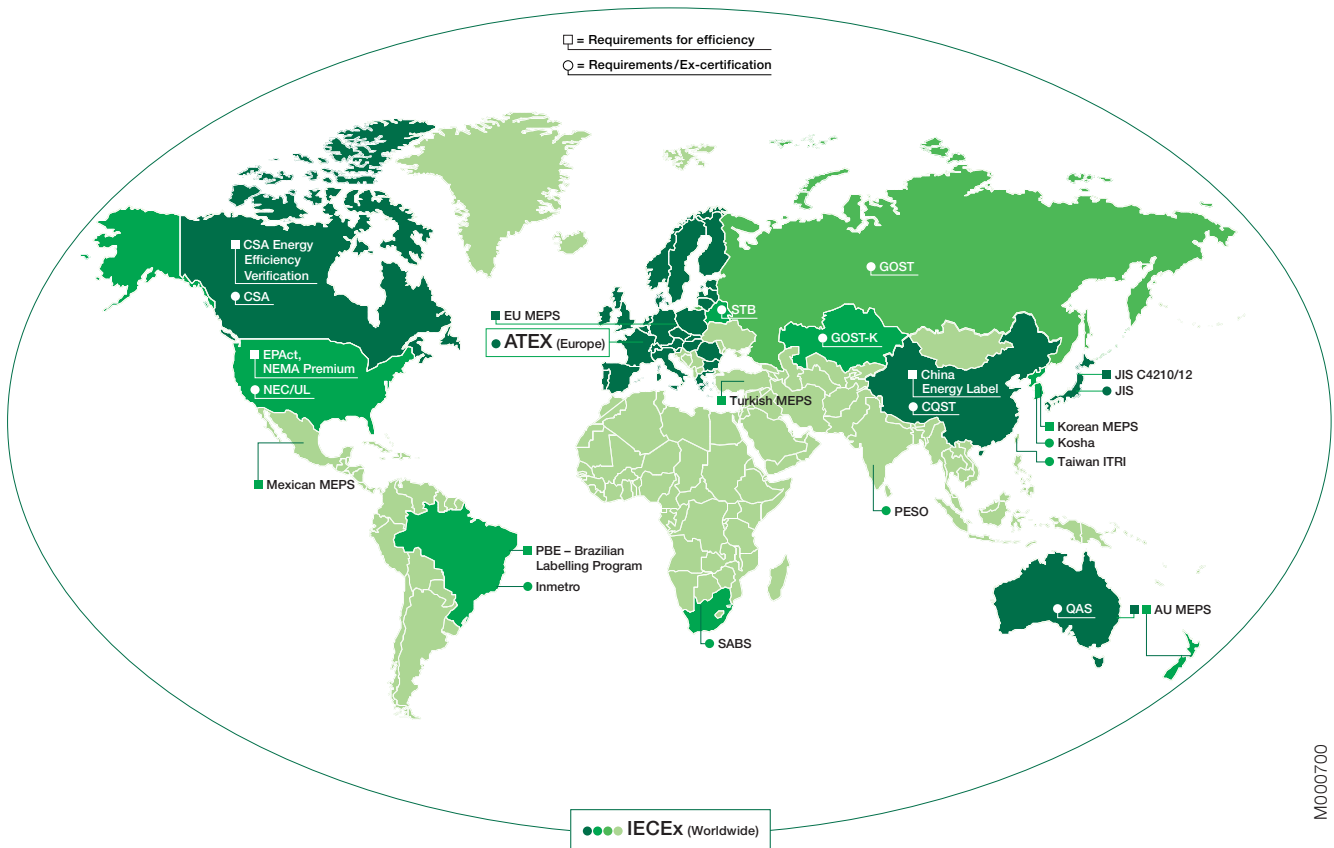 = Requirements for efficiency
= Requirements/Ex-certification
CSA Energy
Efficiency
Verification
CSA
EPAct,
NEMA Premium
NEC/UL
Mexican MEPS
PBE – Brazilian
Labelling Program
Inmetro
EU MEPS
ATEX (Europe)
STB
GOST
GOST-K
Turkish MEPS
China
Energy Label
CQST
JIS C4210/12
JIS
Korean MEPS
Kosha
Taiwan ITRI
PESO
SABS
QAS
AU MEPS
IECEx (Worldwide)
M000700